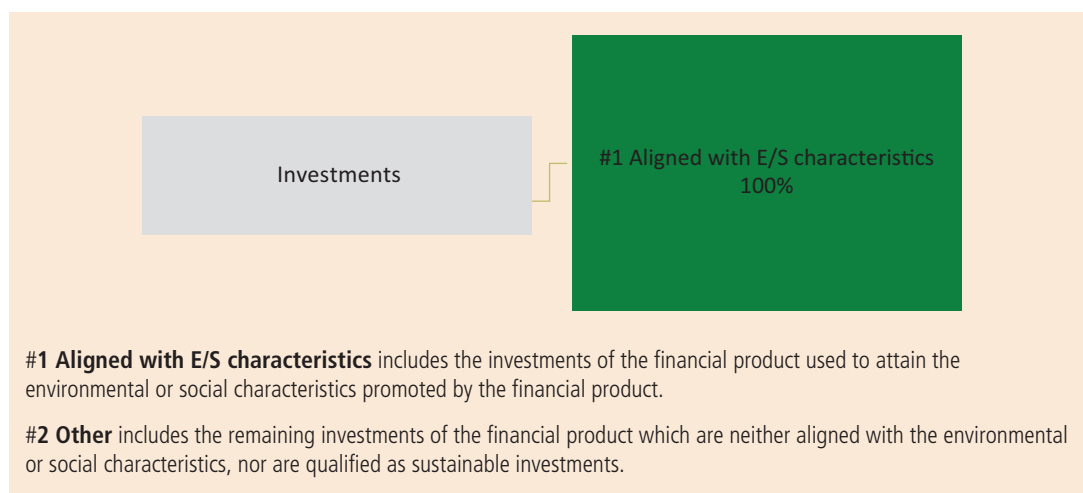 Investments
#1 Aligned with E/S characteristics
100%
#1 Aligned with E/S characteristics includes the investments of the financial product used to attain the
environmental or social characteristics promoted by the financial product.
#2 Other includes the remaining investments of the financial product which are neither aligned with the environmental
or social characteristics, nor are qualified as sustainable investments.